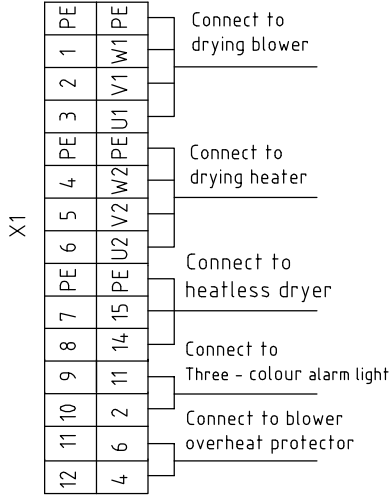 X1
PE PE
1 W1
2 V1
3 U1
PE PE
4 W2
5 V2
6 U2
PE PE
7 15
8 14
9 11
10 2
11 6
12 4
Connect to
drying blower
Connect to
drying heater
Connect to
heatless dryer
Connect to
Three - colour alarm light
Connect to blower
overheat protector